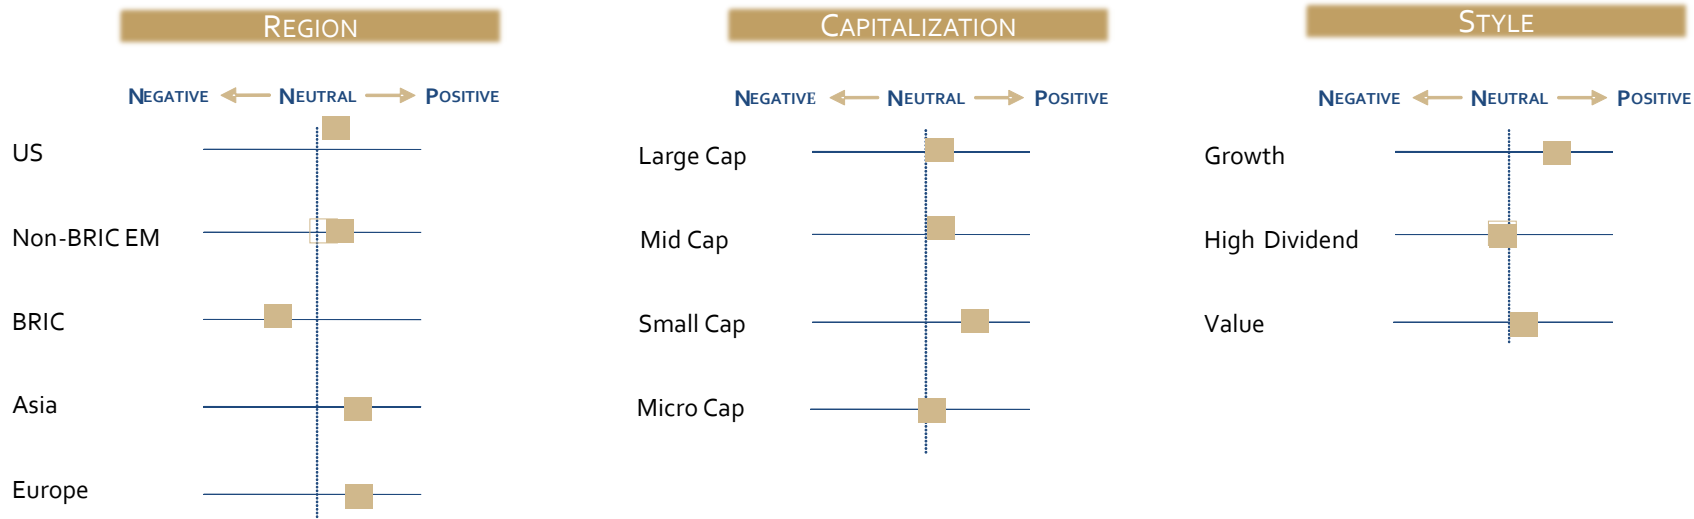 REGION
NEGATIVE NEUTRAL POSITIVE
US
Non-BRIC EM
BRIC
Asia
Europe
CAPITALIZATION
NEGATIVE NEUTRAL POSITIVE
Large Cap
Mid Cap
Small Cap
Micro Cap
STYLE
NEGATIVE NEUTRAL POSITIVE
Growth
High Dividend
Value